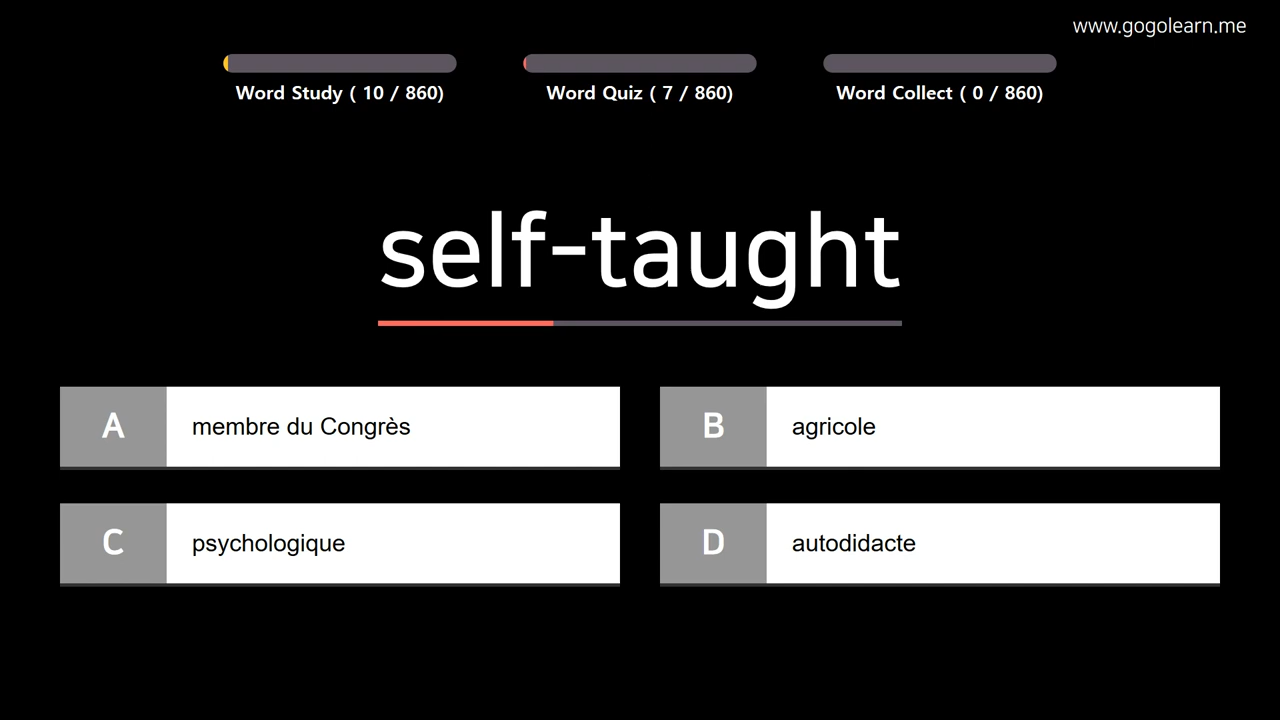 www.gogolearn.me
Word Study ( 10 / 860)
Word Quiz ( 7 / 860)
Word Collect ( 0 / 860)
self-taught
A
membre du Congrès
B
agricole
C
psychologique
D
autodidacte